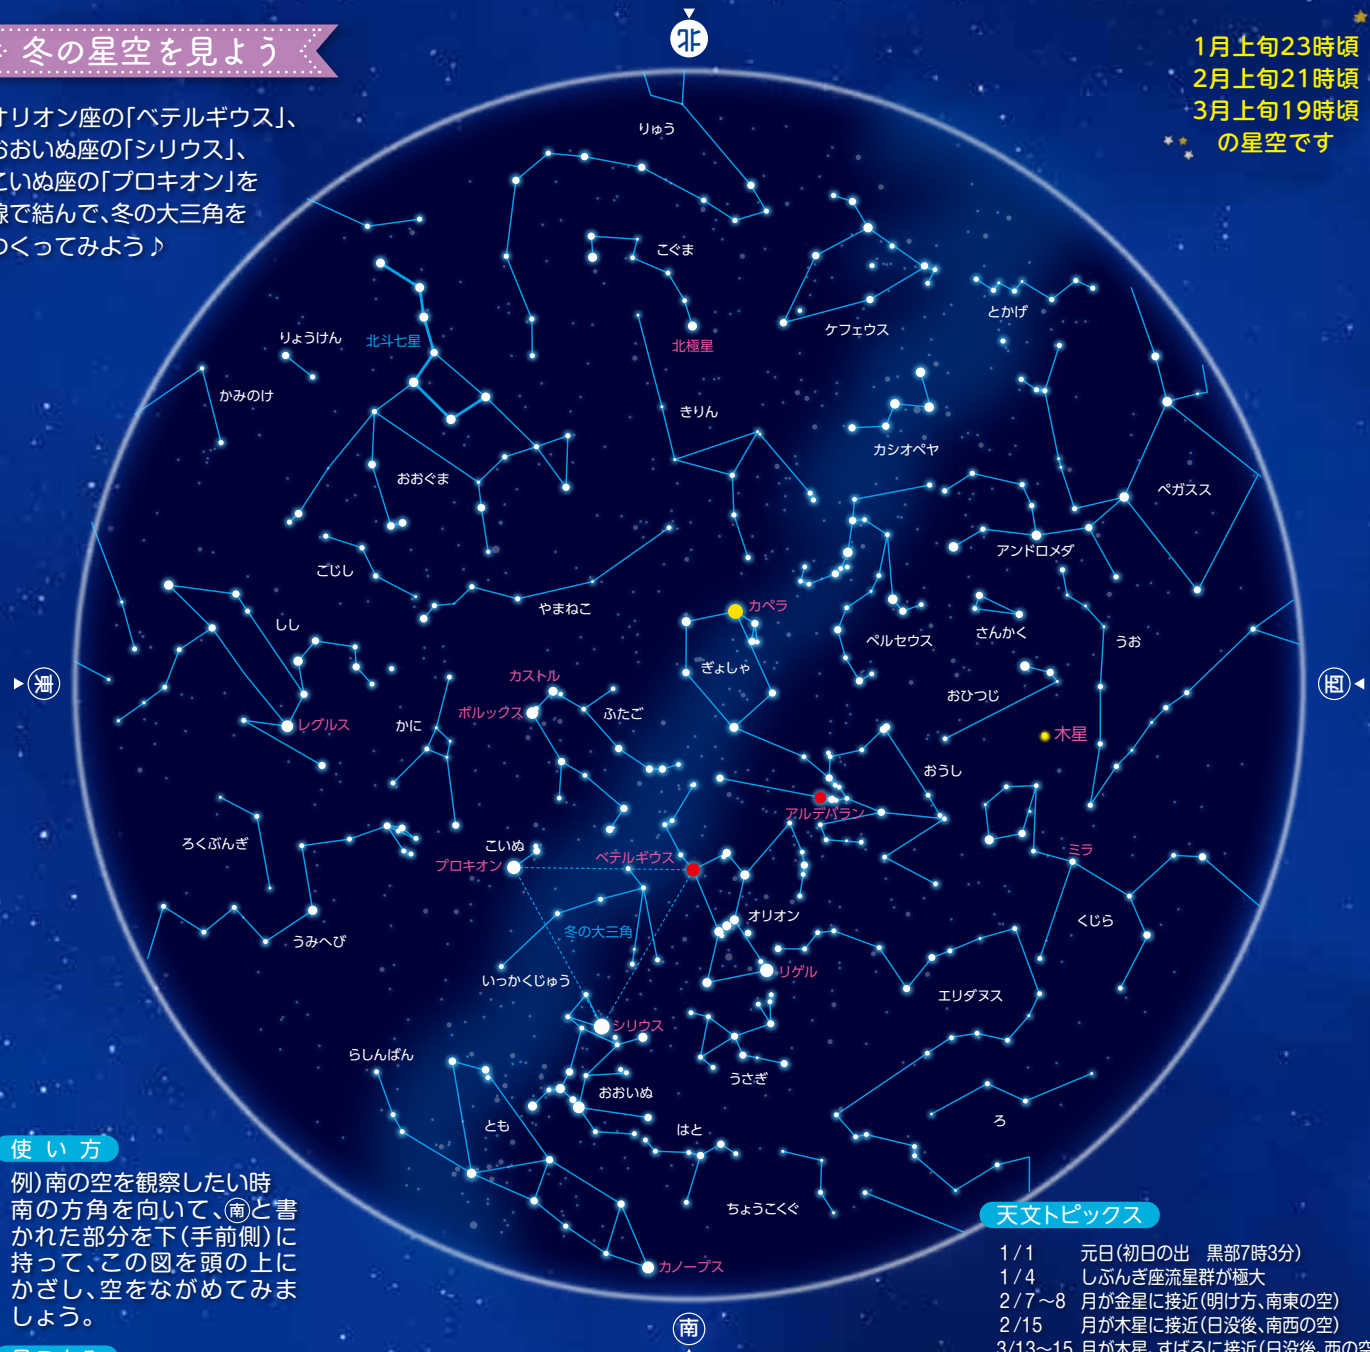 北
冬の星空を見よう
1月上旬23時頃
2月上旬21時頃
3月上旬19時頃
の星空です
オリオン座の「ベテルギウス」、
おおいぬ座の「シリウス」、
こいぬ座の「プロキオン」を
線で結んで、冬の大三角を
つくってみよう♪
りゅう
こぐま
とかげ
ケフェウス
りょうけん
北斗七星
北極星
かみのけ
きりん
カシオペヤ
おおぐま
ペガスス
アンドロメダ
こじし
やまねこ
カペラ
しし
ペルセウス
さんかく
うお
東
西
ぎょしゃ
カストル
おひつじ
ポルックス
ふたご
レグルス
かに
木星
おうし
アルデバラン
ろくぶんぎ
こいぬ
プロキオン
ベテルギウス
ミラ
オリオン
くじら
冬の大三角
うみへび
リゲル
いっかくじゅう
エリダヌス
シリウス
らしんばん
うさぎ
おおいぬ
とも
はと
ろ
ちょうこくぐ
カノープス
南
使い方
例)南の空を観察したい時
南の方角を向いて、南と書
かれた部分を下(手前側)に
持って、この図を頭の上に
かざし、空をながめてみま
しょう。
天文トピックス
1/1 元日(初日の出 黒部7時3分)
1/4 しぶんぎ座流星群が極大
2/7～8 月が金星に接近(明け方、南東の空)
2/15 月が木星に接近(日没後、南西の空)
3/13～15 月が木星、すばるに接近(日没後、西の空